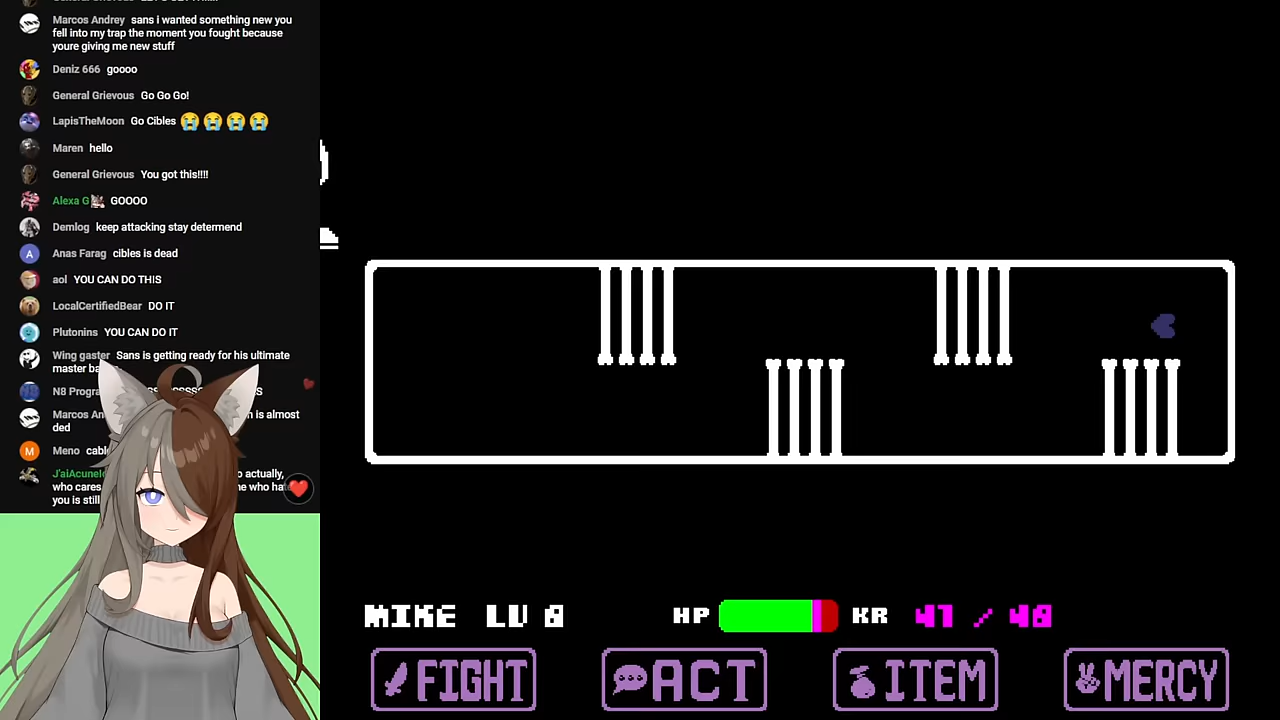 Marcos Andrey sans i wanted something new you
fell into my trap the moment you fought because
youre giving me new stuff
Deniz 666 goooo
General Grievous Go Go Go!
LapisTheMoon Go Cibles 😭😭😭😭
Maren hello
General Grievous You got this!!!!
Alexa G GOOOO
Demlog keep attacking stay determend
A
Anas Farag cibles is dead
aol YOU CAN DO THIS
LocalCertifiedBear DO IT
Plutonins YOU CAN DO IT
Wing gaster Sans is getting ready for his ultimate
master
N8
Marcos is almost
ded
M
Meno
actually,
who cares who
you is still
MIKE LV 8 HP KR 41 / 48
FIGHT ACT ITEM MERCY